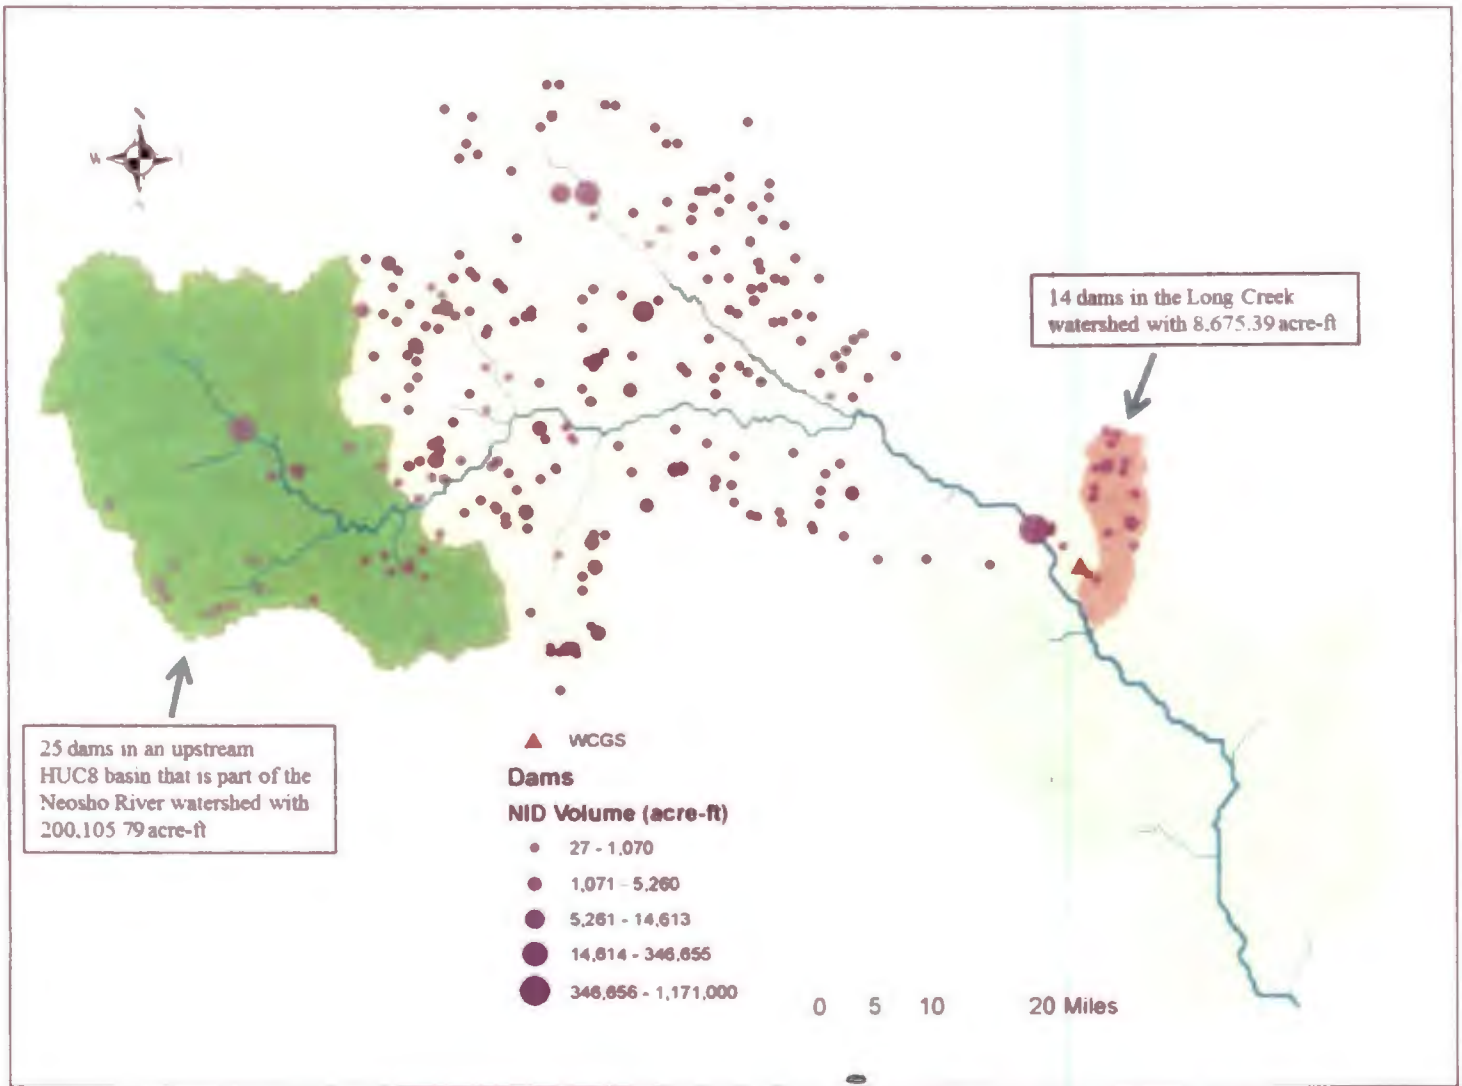 W
14 dams in the Long Creek
watershed with 8,675.39 acre-ft
25 dams in an upstream
HUC8 basin that is part of the
Neosho River watershed with
200,105 79 acre-ft
WCGS
Dams
NID Volume (acre-ft)
27 - 1,070
1,071 - 5,260
5,261 - 14,613
14,614 - 346,655
346,656 - 1,171,000
0 5 10 20 Miles